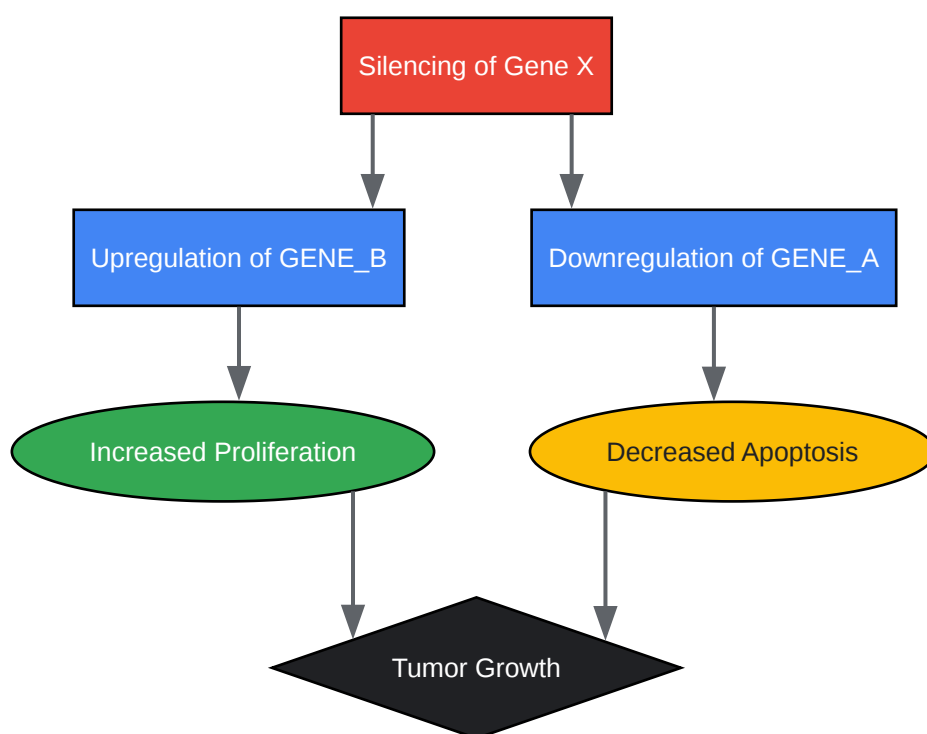 Silencing of Gene X
Upregulation of GENE_B
Downregulation of GENE_A
Increased Proliferation
Decreased Apoptosis
Tumor Growth